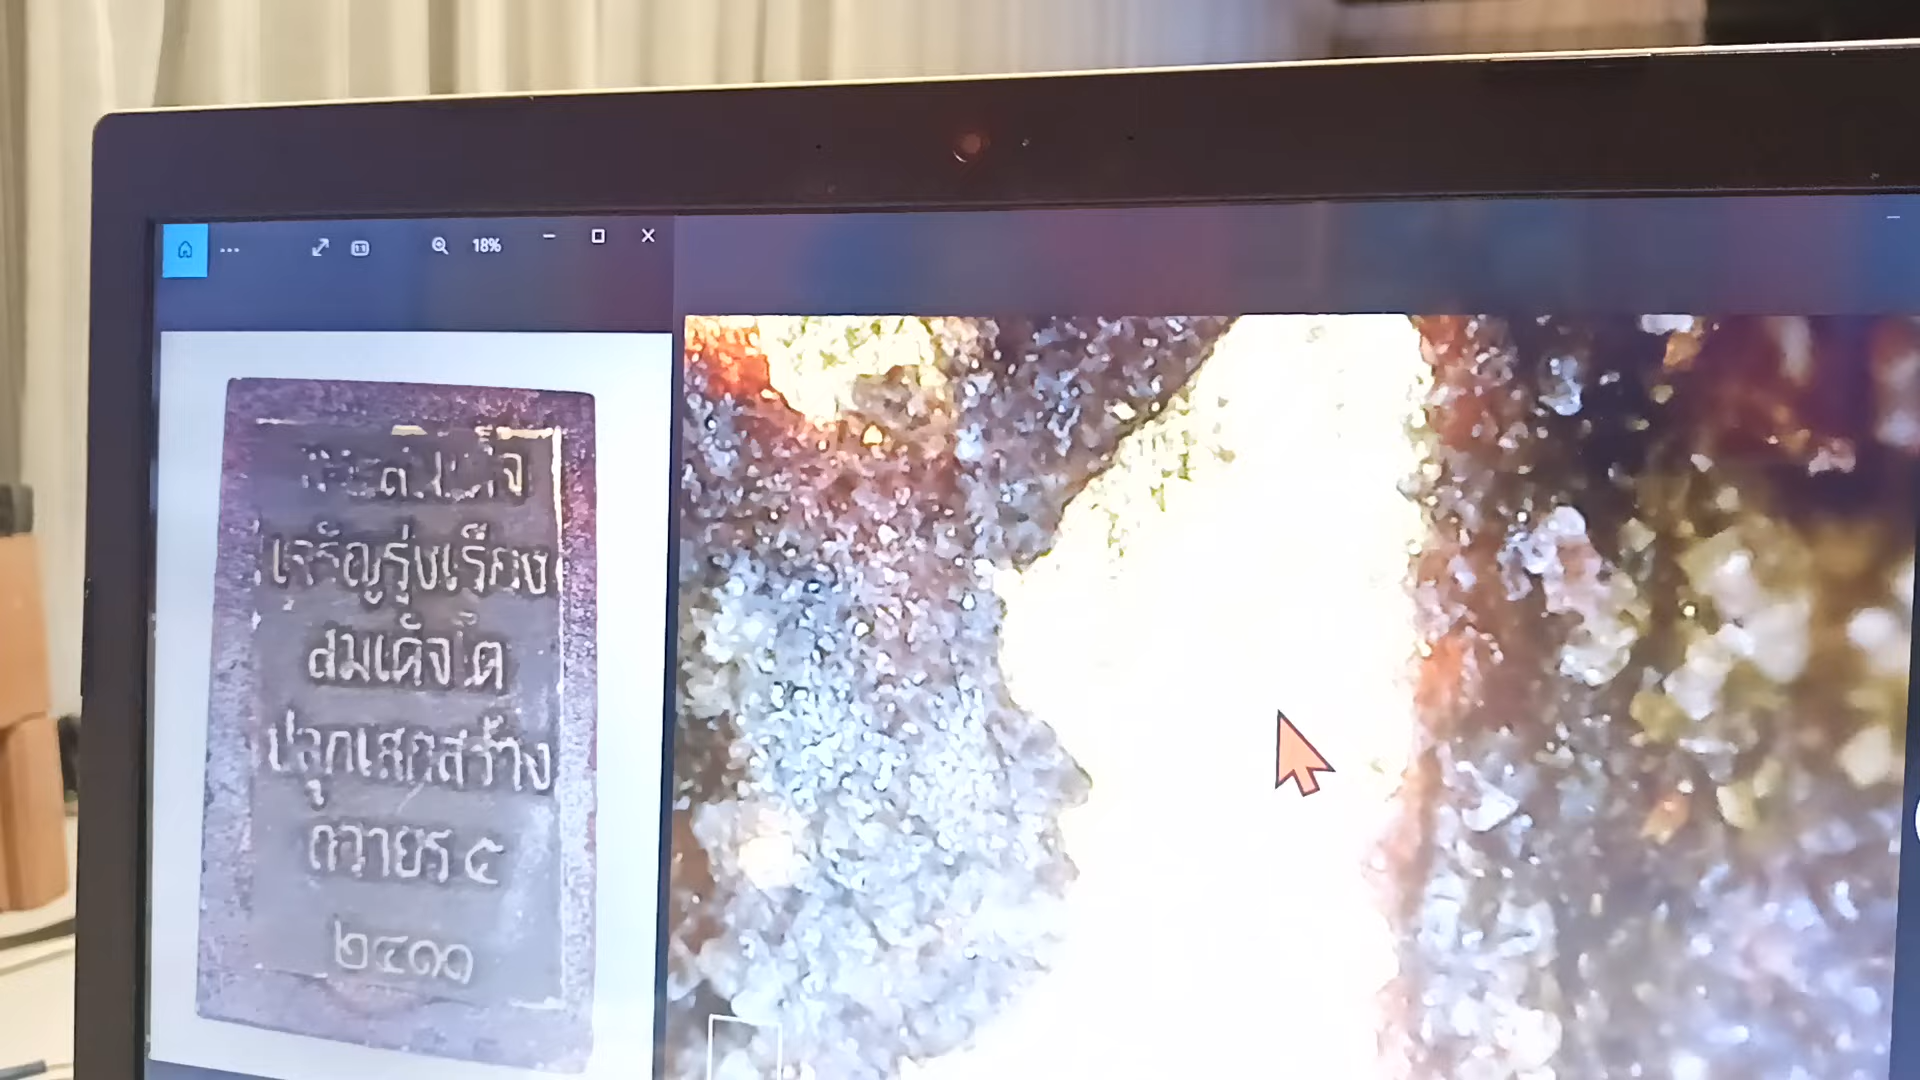 18%
เจริญรุ่งเรือง
สมเด็จโต
ปลุกเสกสร้าง
ถวายร ๕
๒๔๑๑